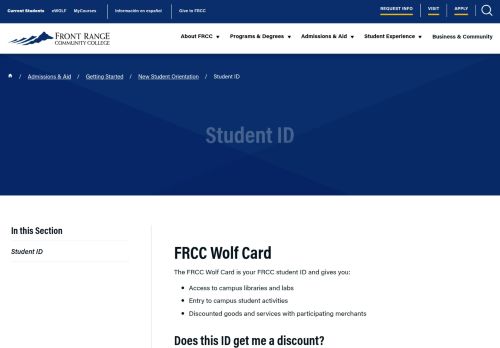 Current Students eWOLF MyCourses Información en español Give to FRCC REQUEST INFO VISIT APPLY
FRONT RANGE
COMMUNITY COLLEGE
About FRCC Programs & Degrees Admissions & Aid Student Experience Business & Community
/ Admissions & Aid / Getting Started / New Student Orientation / Student ID
Student ID
In this Section
Student ID
FRCC Wolf Card
The FRCC Wolf Card is your FRCC student ID and gives you:
• Access to campus libraries and labs
• Entry to campus student activities
• Discounted goods and services with participating merchants
Does this ID get me a discount?